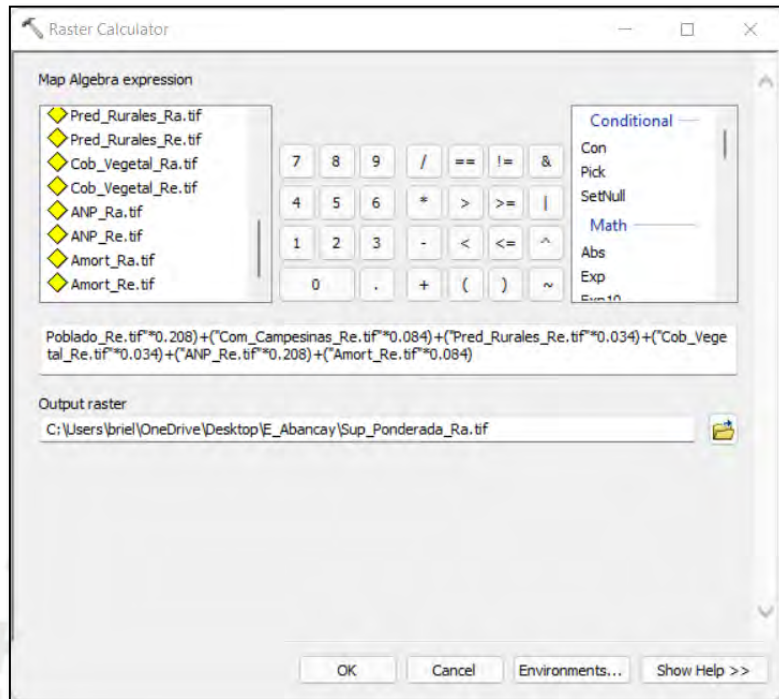 Raster Calculator
Map Algebra expression
Pred_Rurales_Ra.tif
Pred_Rurales_Re.tif
Cob_Vegetal_Ra.tif
Cob_Vegetal_Re.tif
ANP_Ra.tif
ANP_Re.tif
Amort_Ra.tif
Amort_Re.tif
7 8 9 / == != &
4 5 6 * > >= |
1 2 3 - < <= ^
0 . + ( ) ~
Conditional
Con
Pick
SetNull
Math
Abs
Exp
Exp10
Poblado_Re.tif"*0.208)+("Com_Campesinas_Re.tif"*0.084)+("Pred_Rurales_Re.tif"*0.034)+("Cob_Vege
tal_Re.tif"*0.034)+("ANP_Re.tif"*0.208)+("Amort_Re.tif"*0.084)
Output raster
C:\Users\briel\OneDrive\Desktop\E_Abancay\Sup_Ponderada_Ra.tif
OK Cancel Environments... Show Help >>